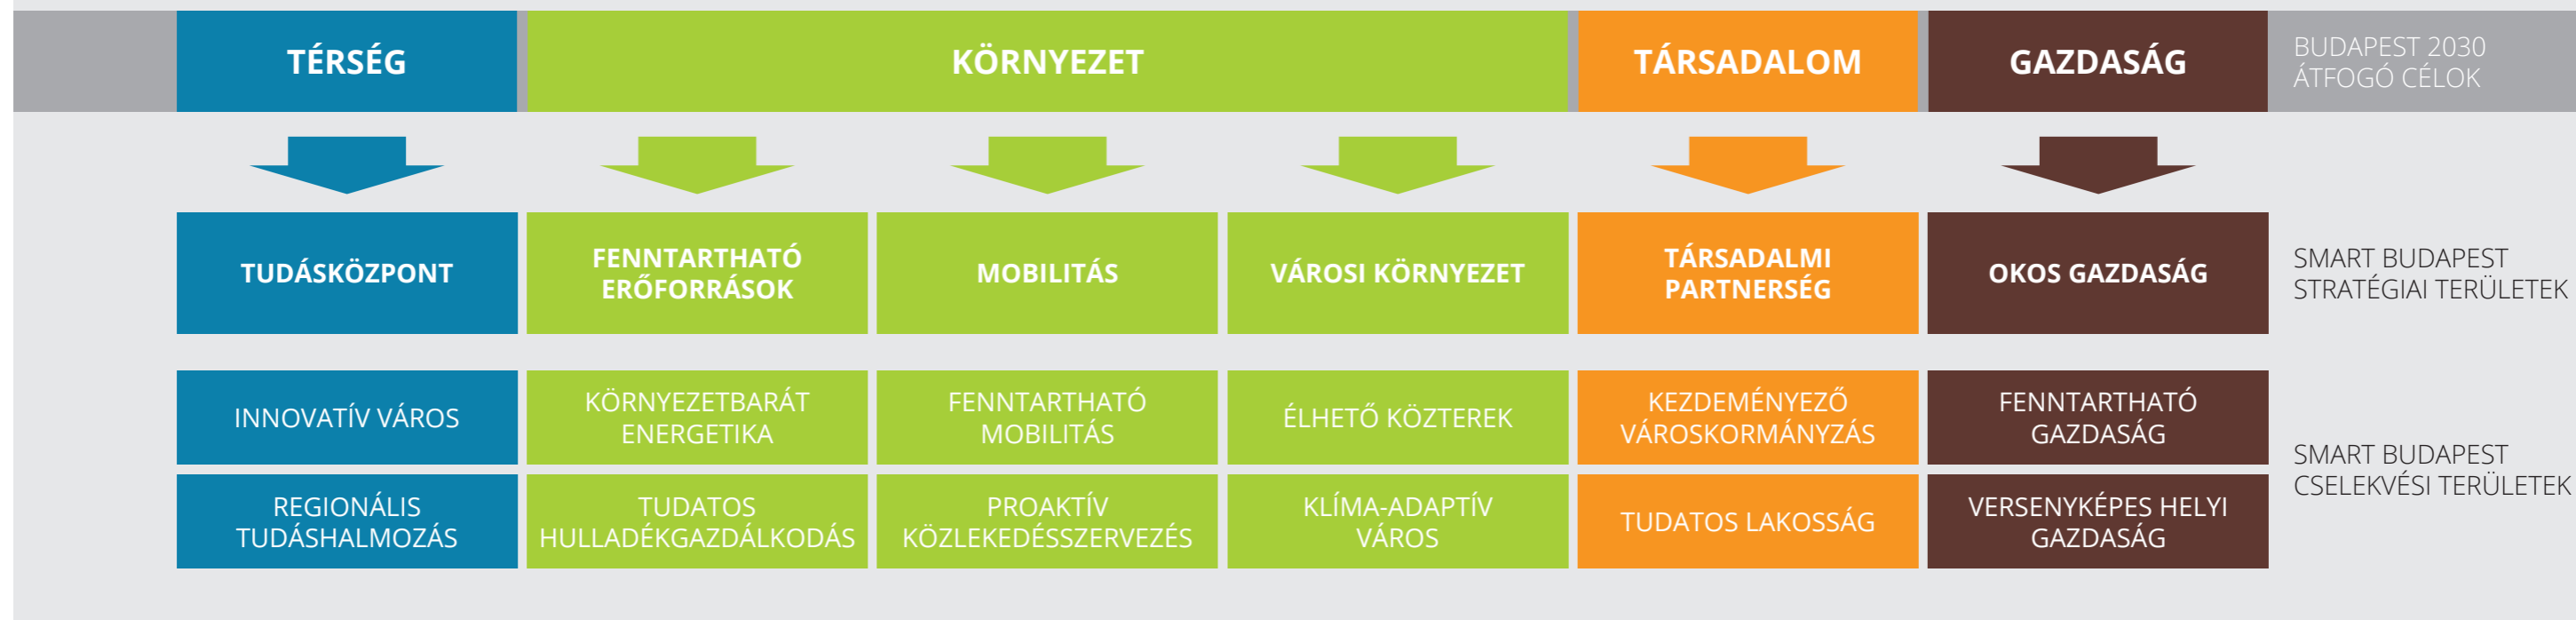 TÉRSÉG
KÖRNYEZET
TÁRSADALOM
GAZDASÁG
BUDAPEST 2030
ÁTFOGÓ CÉLOK
TUDÁSKÖZPONT
FENNTARTHATÓ
ERŐFORRÁSOK
MOBILITÁS
VÁROSI KÖRNYEZET
TÁRSADALMI
PARTNERSÉG
OKOS GAZDASÁG
SMART BUDAPEST
STRATÉGIAI TERÜLETEK
INNOVATÍV VÁROS
KÖRNYEZETBARÁT
ENERGETIKA
FENNTARTHATÓ
MOBILITÁS
ÉLHETŐ KÖZTEREK
KEZDEMÉNYEZŐ
VÁROSKORMÁNYZÁS
FENNTARTHATÓ
GAZDASÁG
SMART BUDAPEST
CSELEKVÉSI TERÜLETEK
REGIONÁLIS
TUDÁSHALMOZÁS
TUDATOS
HULLADÉKGAZDÁLKODÁS
PROAKTÍV
KÖZLEKEDÉSSZERVEZÉS
KLÍMA-ADAPTÍV
VÁROS
TUDATOS LAKOSSÁG
VERSENYKÉPES HELYI
GAZDASÁG